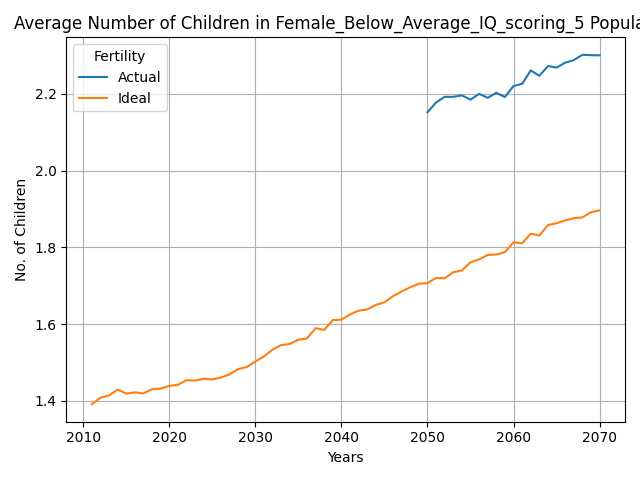 Average Number of Children in Female_Below_Average_IQ_scoring_5 Popula
Fertility
Actual
Ideal
No. of Children
2.2
2.0
1.8
1.6
1.4
2010 2020 2030 2040 2050 2060 2070
Years